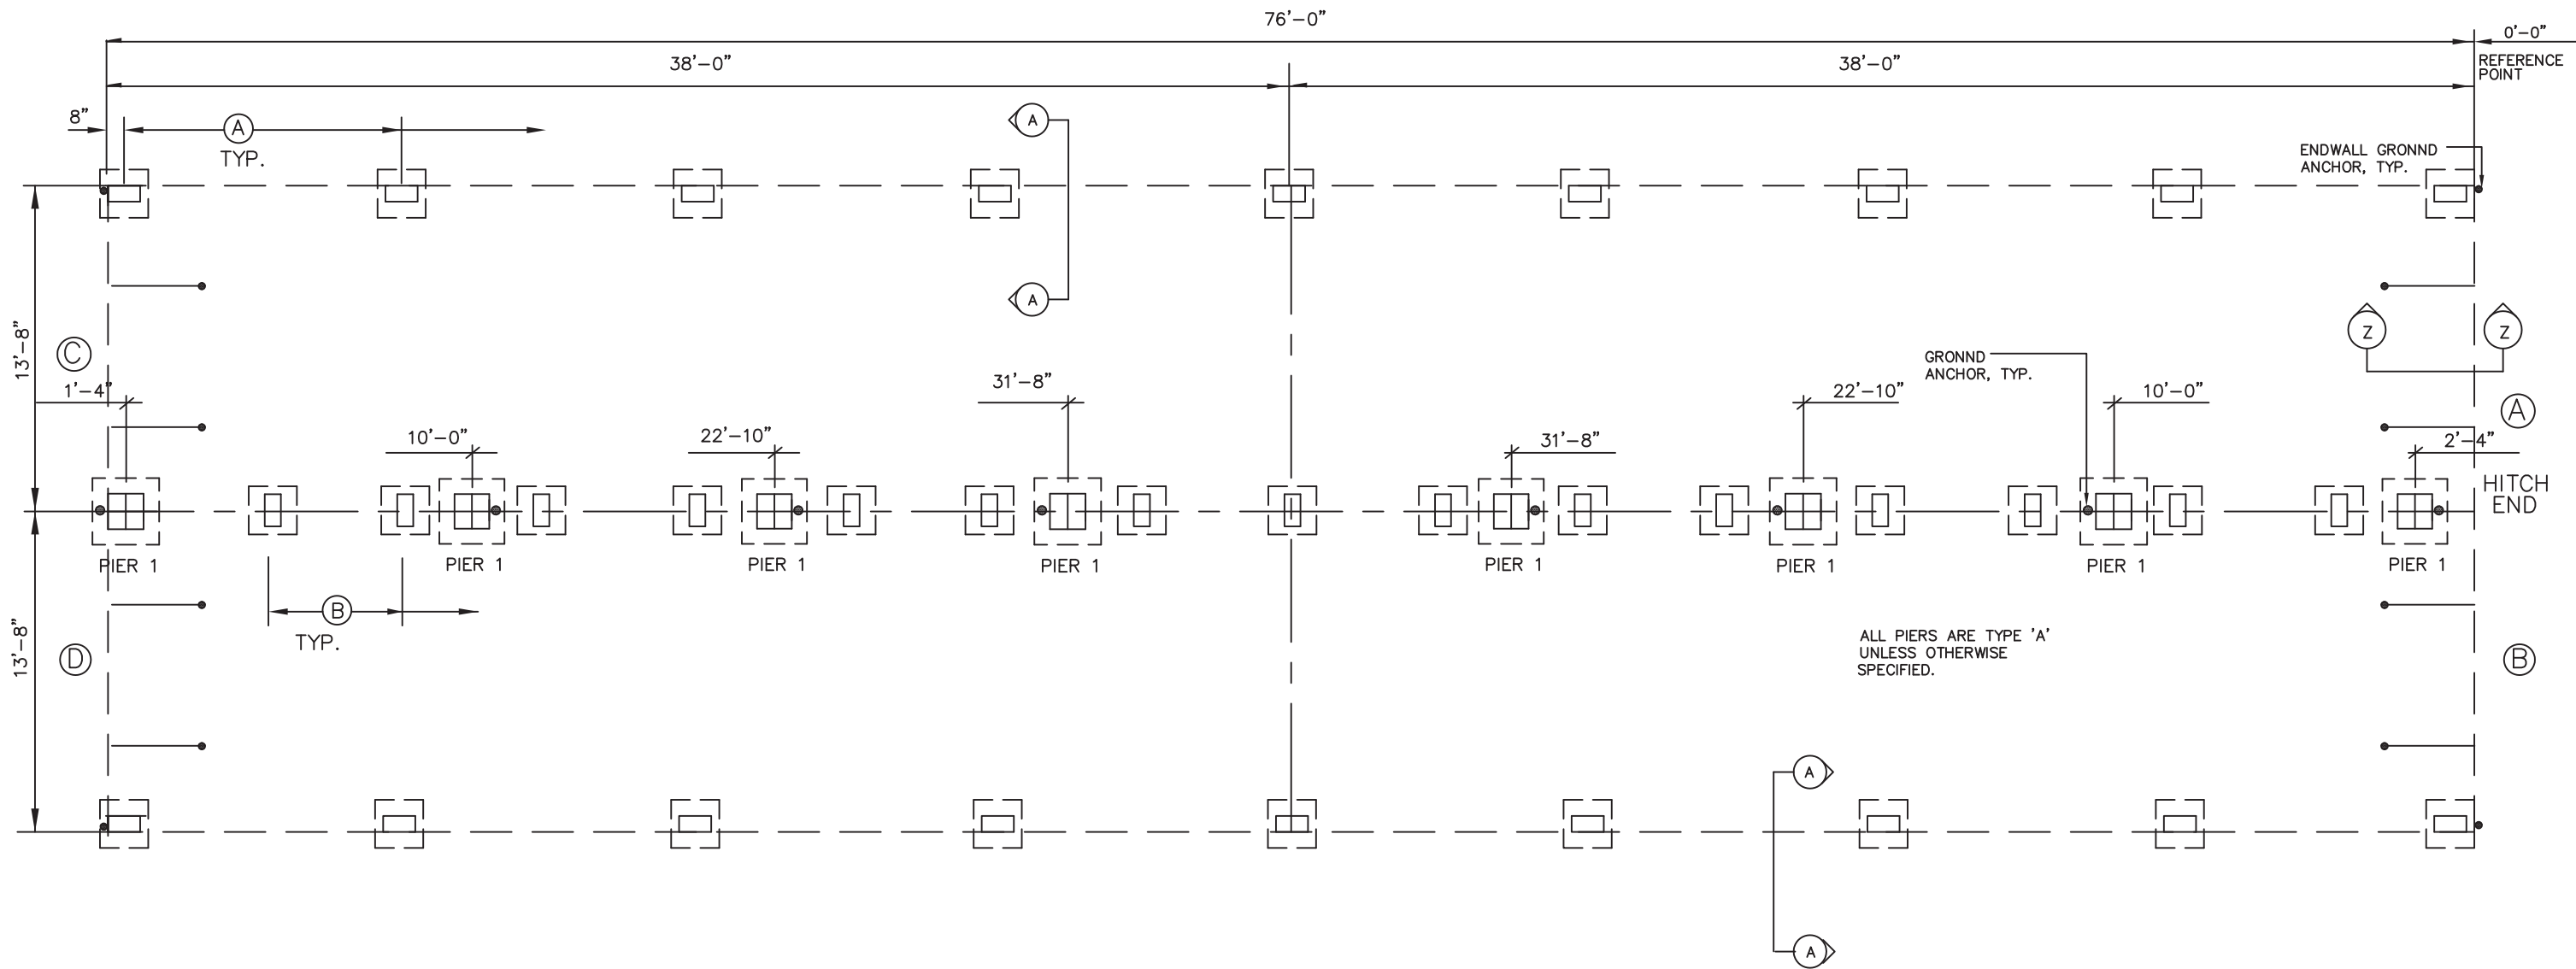 76'-0"
0'-0"
38'-0"
38'-0"
REFERENCE
POINT
8"
A
TYP.
A
ENDWALL GRONND
ANCHOR, TYP.
A
13'-8"
C
1'-4"
31'-8"
GRONND
ANCHOR, TYP.
22'-10"
10'-0"
Z
Z
A
10'-0"
22'-10"
31'-8"
2'-4"
HITCH
END
PIER 1
PIER 1
PIER 1
PIER 1
PIER 1
PIER 1
PIER 1
PIER 1
B
TYP.
13'-8"
D
ALL PIERS ARE TYPE 'A'
UNLESS OTHERWISE
SPECIFIED.
B
A
A